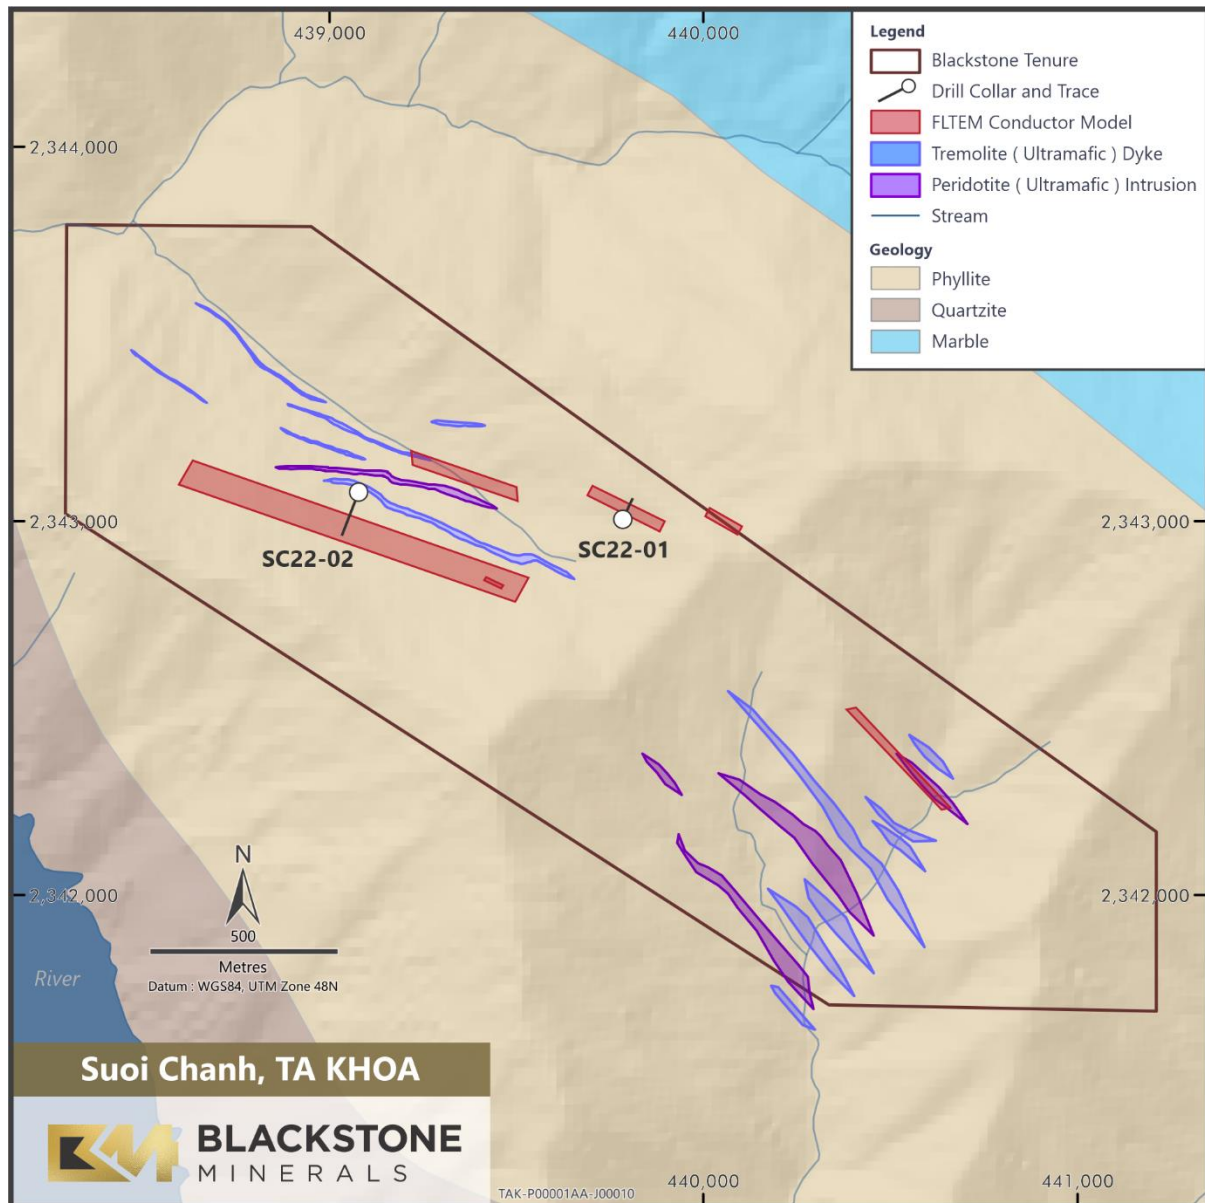 439,000
440,000
Legend
Blackstone Tenure
Drill Collar and Trace
FLTEM Conductor Model
Tremolite ( Ultramafic ) Dyke
Peridotite ( Ultramafic ) Intrusion
Stream
Geology
Phyllite
Quartzite
Marble
2,344,000
2,343,000
2,343,000
SC22-02
SC22-01
2,342,000
2,342,000
N
500
Metres
Datum : WGS84, UTM Zone 48N
River
Suoi Chanh, TA KHOA
BM BLACKSTONE
MINERALS
TAK-P00001AA-J00010
440,000
441,000